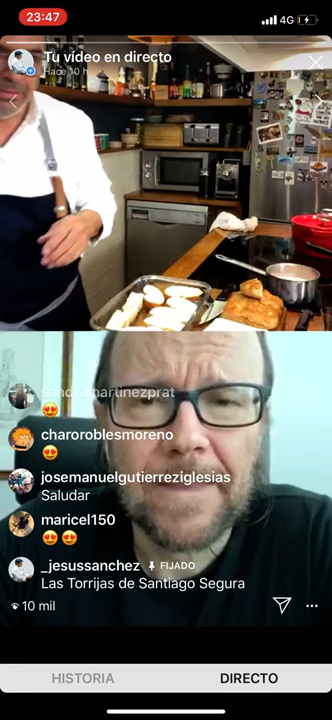 23:47
4G
Tu vídeo en directo
Hace 10 h
sandramartinezprat
charoroblesmoreno
josemanuelgutierreziglesias
Saludar
maricel150
_jesussanchez FIJADO
Las Torrijas de Santiago Segura
10 mil
HISTORIA
DIRECTO